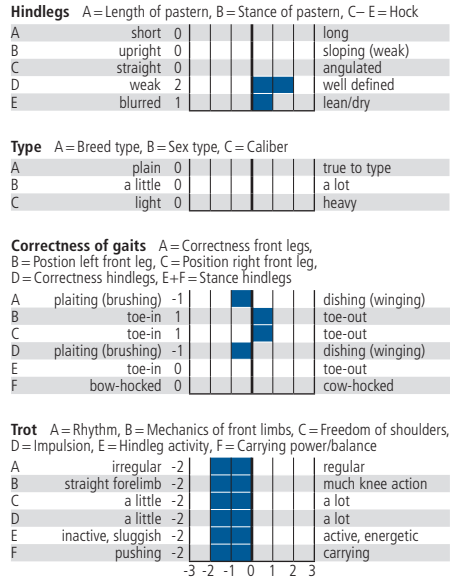 Hindlegs A = Length of pastern, B = Stance of pastern, C– E = Hock
A short 0 long
B upright 0 sloping (weak)
C straight 0 angulated
D weak 2 well defined
E blurred 1 lean/dry
Type A = Breed type, B = Sex type, C = Caliber
A plain 0 true to type
B a little 0 a lot
C light 0 heavy
Correctness of gaits A = Correctness front legs,
B = Postion left front leg, C = Position right front leg,
D = Correctness hindlegs, E+F = Stance hindlegs
A plaiting (brushing) -1 dishing (winging)
B toe-in 1 toe-out
C toe-in 1 toe-out
D plaiting (brushing) -1 dishing (winging)
E toe-in 0 toe-out
F bow-hocked 0 cow-hocked
Trot A = Rhythm, B = Mechanics of front limbs, C = Freedom of shoulders,
D = Impulsion, E = Hindleg activity, F = Carrying power/balance
A irregular -2 regular
B straight forelimb -2 much knee action
C a little -2 a lot
D a little -2 a lot
E inactive, sluggish -2 active, energetic
F pushing -2 carrying
-3 -2 -1 0 1 2 3